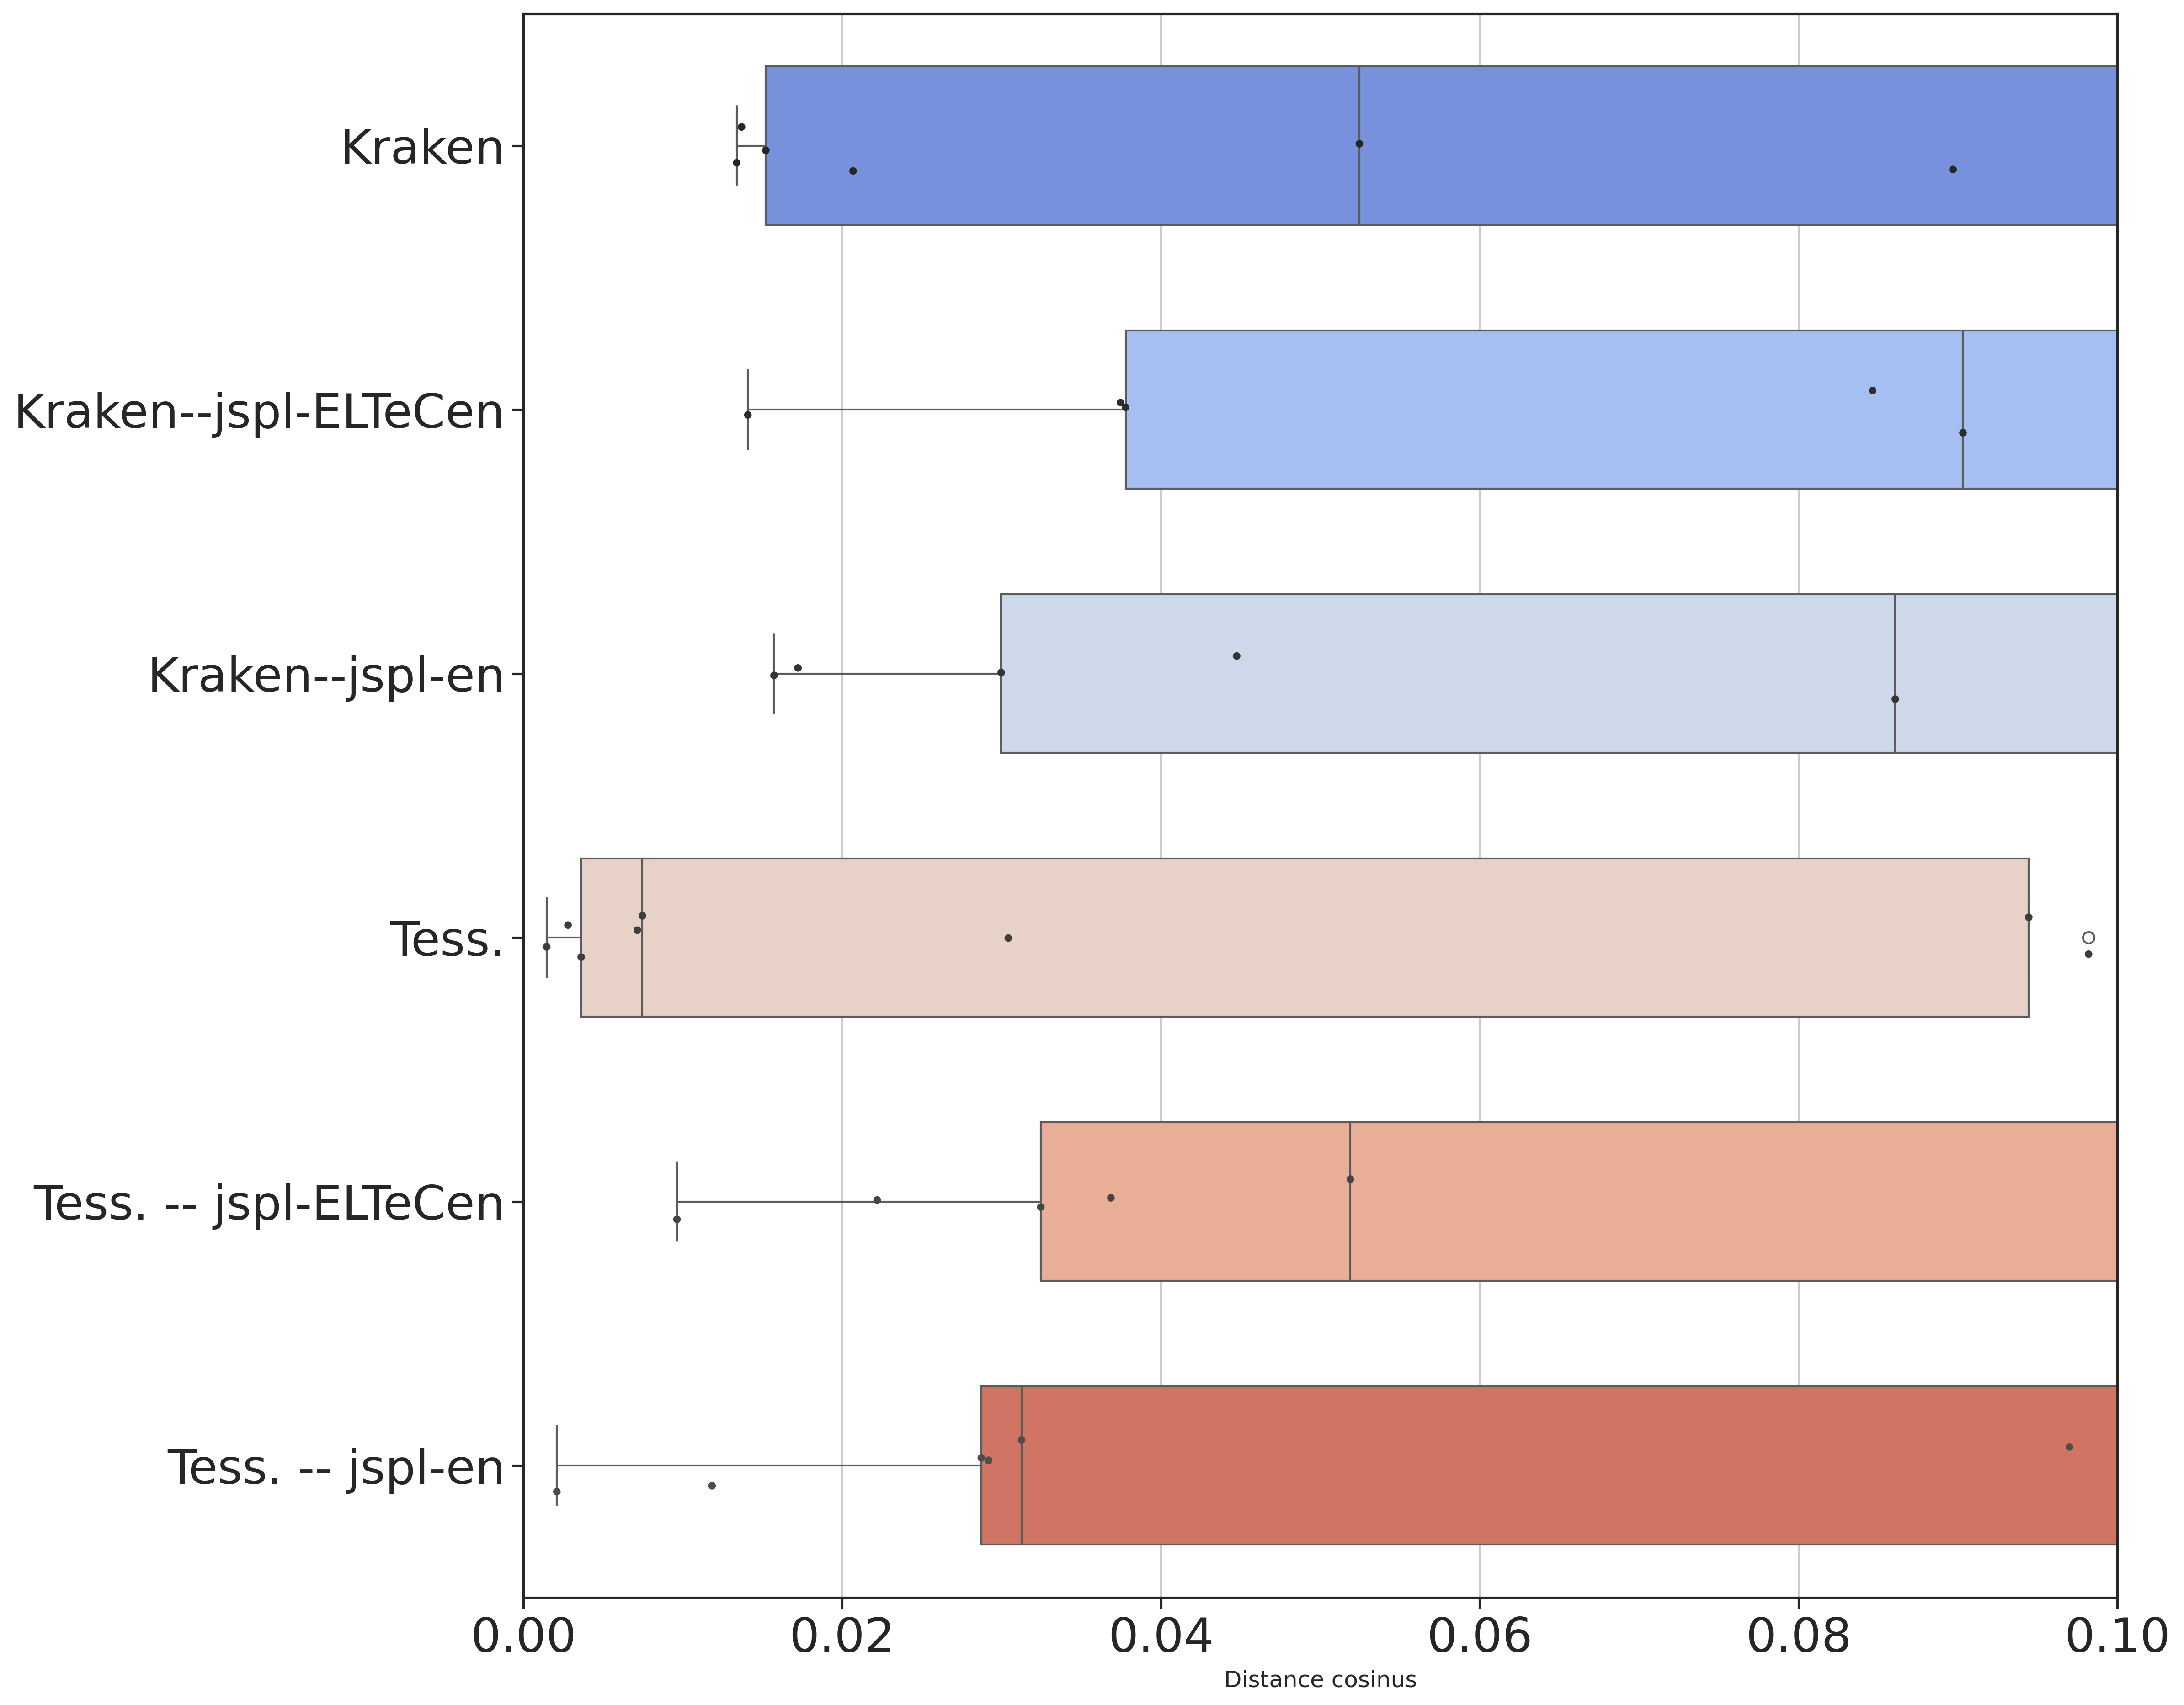 Kraken
Kraken--jspl-ELTeCen
Kraken--jspl-en
Tess.
Tess. -- jspl-ELTeCen
Tess. -- jspl-en
0.00 0.02 0.04 0.06 0.08 0.10
Distance cosinus